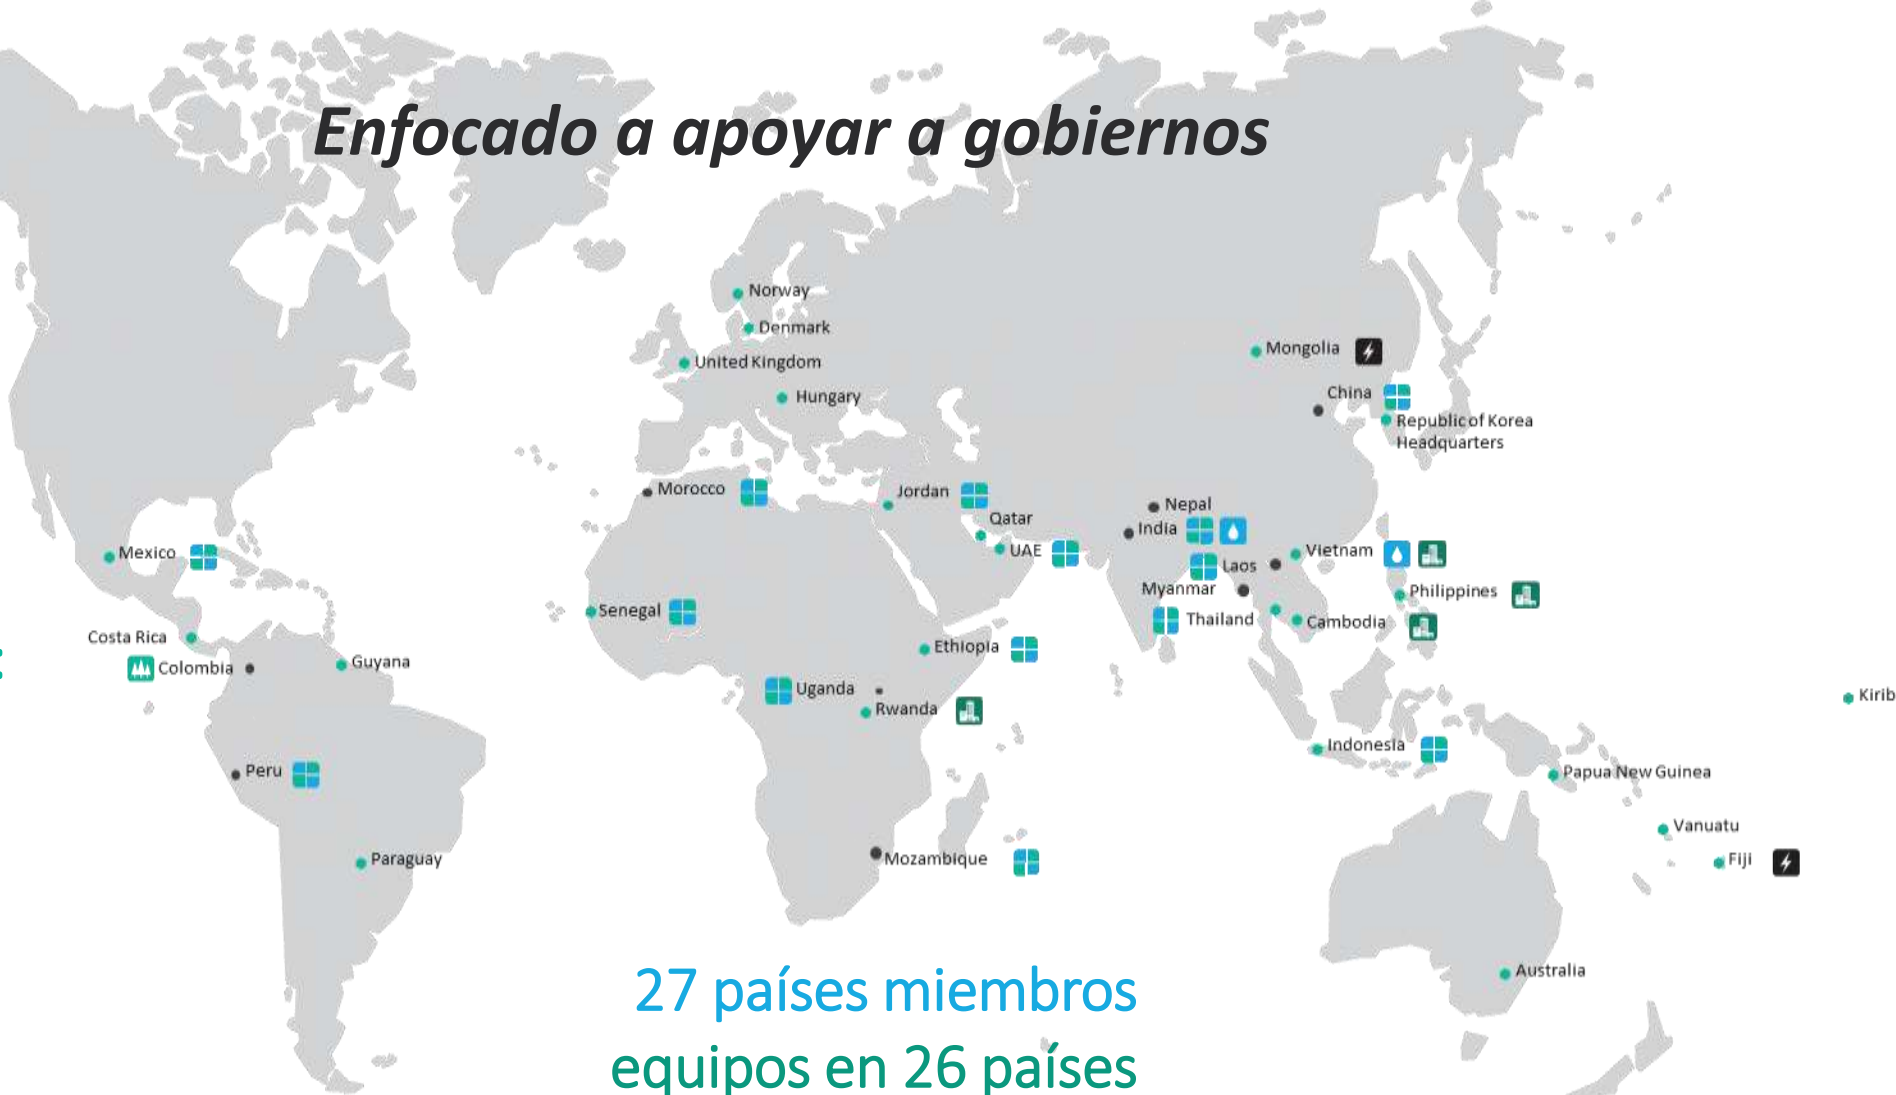 Enfocado a apoyar a gobiernos
Norway
Denmark
United Kingdom
Hungary
Mongolia
China
Republic of Korea
Headquarters
Morocco
Jordan
Qatar
UAE
Nepal
India
Laos
Vietnam
Myanmar
Philippines
Thailand
Cambodia
Mexico
Senegal
Costa Rica
Colombia
Guyana
Ethiopia
Uganda
Rwanda
Kirib
Peru
Indonesia
Papua New Guinea
Vanuatu
Paraguay
Mozambique
Fiji
Australia
27 países miembros
equipos en 26 países